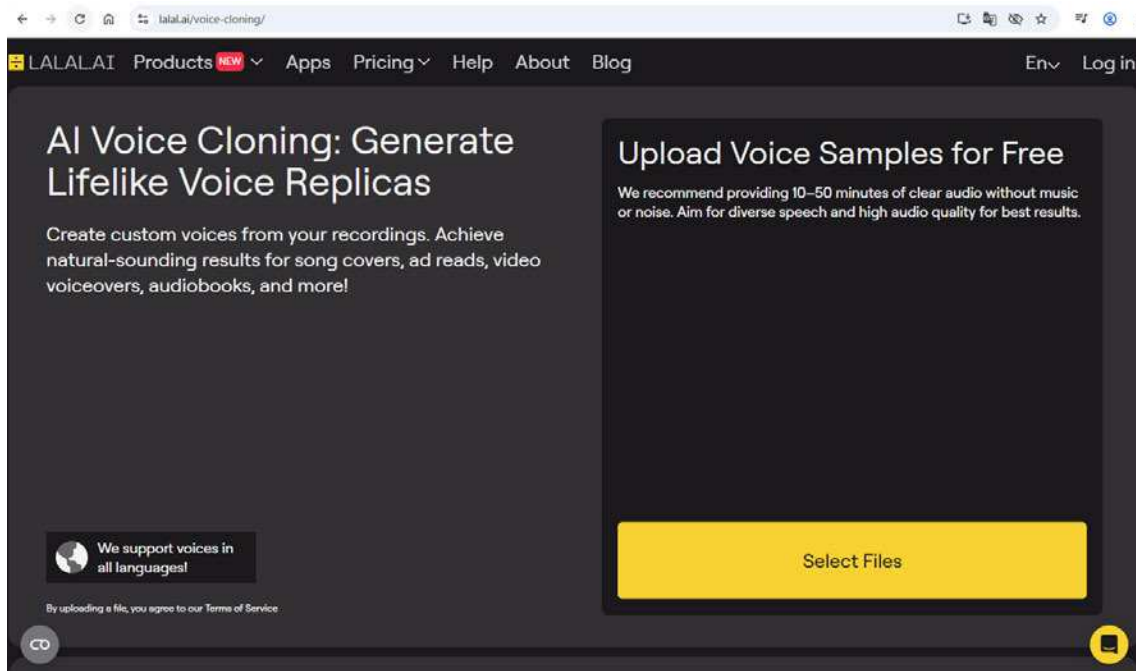 lalal.ai/voice-cloning/
LALAL.AI Products NEW Apps Pricing Help About Blog En Log in
AI Voice Cloning: Generate
Lifelike Voice Replicas
Create custom voices from your recordings. Achieve
natural-sounding results for song covers, ad reads, video
voiceovers, audiobooks, and more!
We support voices in
all languages!
By uploading a file, you agree to our Terms of Service
Upload Voice Samples for Free
We recommend providing 10–50 minutes of clear audio without music
or noise. Aim for diverse speech and high audio quality for best results.
Select Files